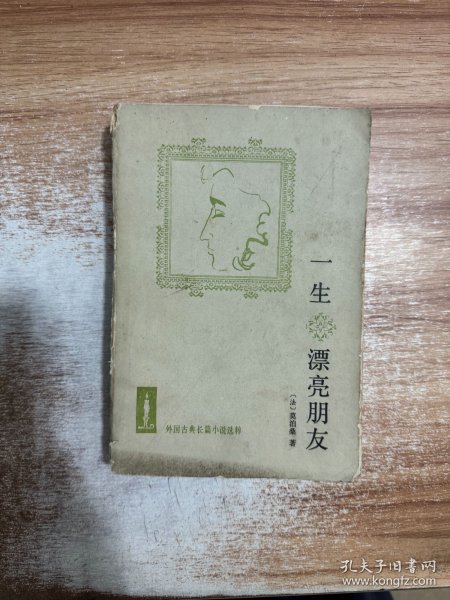 一生
漂亮朋友
〔法〕莫泊桑 著
外国古典长篇小说选粹
孔夫子旧书网
www.kongfz.com